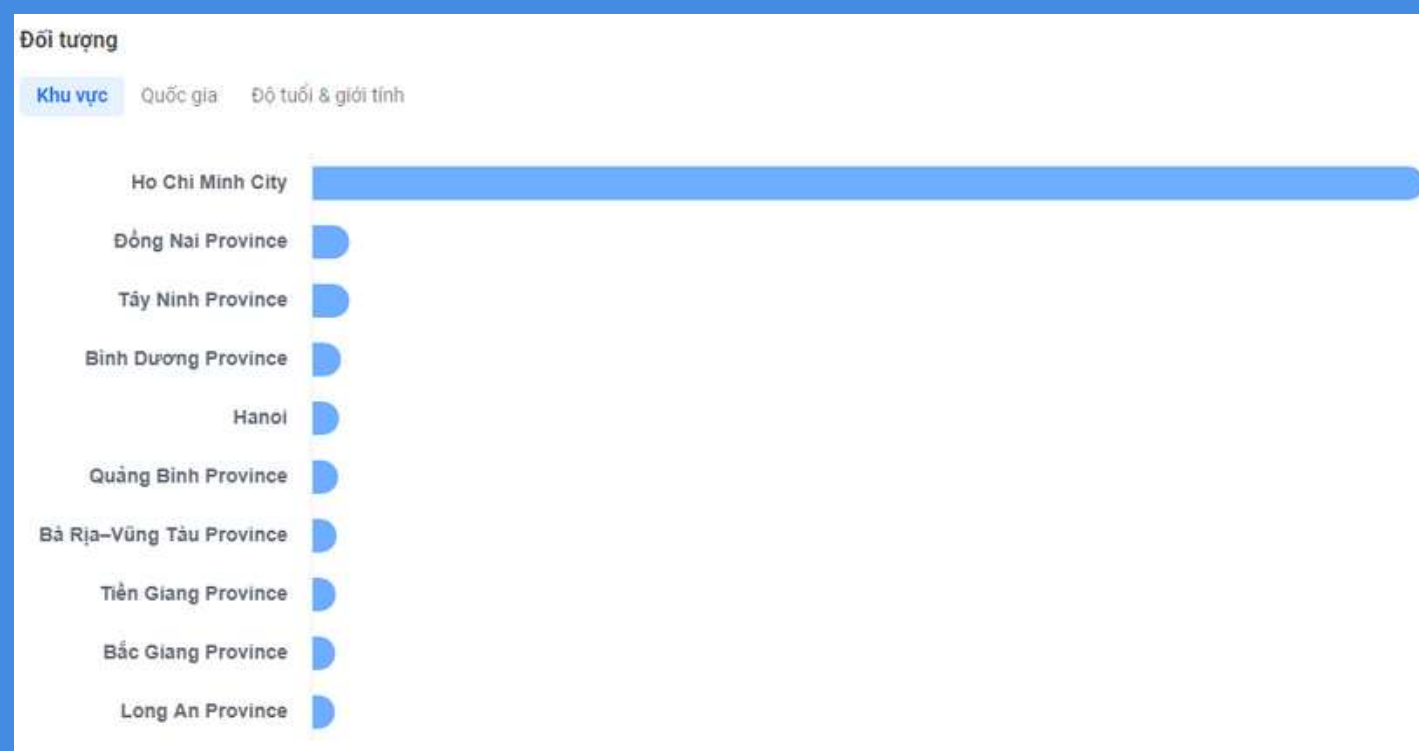 Đối tượng
Khu vực Quốc gia Độ tuổi & giới tính
Ho Chi Minh City
Đồng Nai Province
Tây Ninh Province
Bình Dương Province
Hanoi
Quảng Bình Province
Bà Rịa–Vũng Tàu Province
Tiền Giang Province
Bắc Giang Province
Long An Province